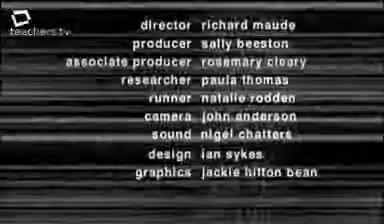 teachers.tv
director richard maude
producer sally beeston
associate producer rosemary cleary
researcher paula thomas
runner natalie rodden
camera john anderson
sound nigel chatters
design ian sykes
graphics jackie hitton bean